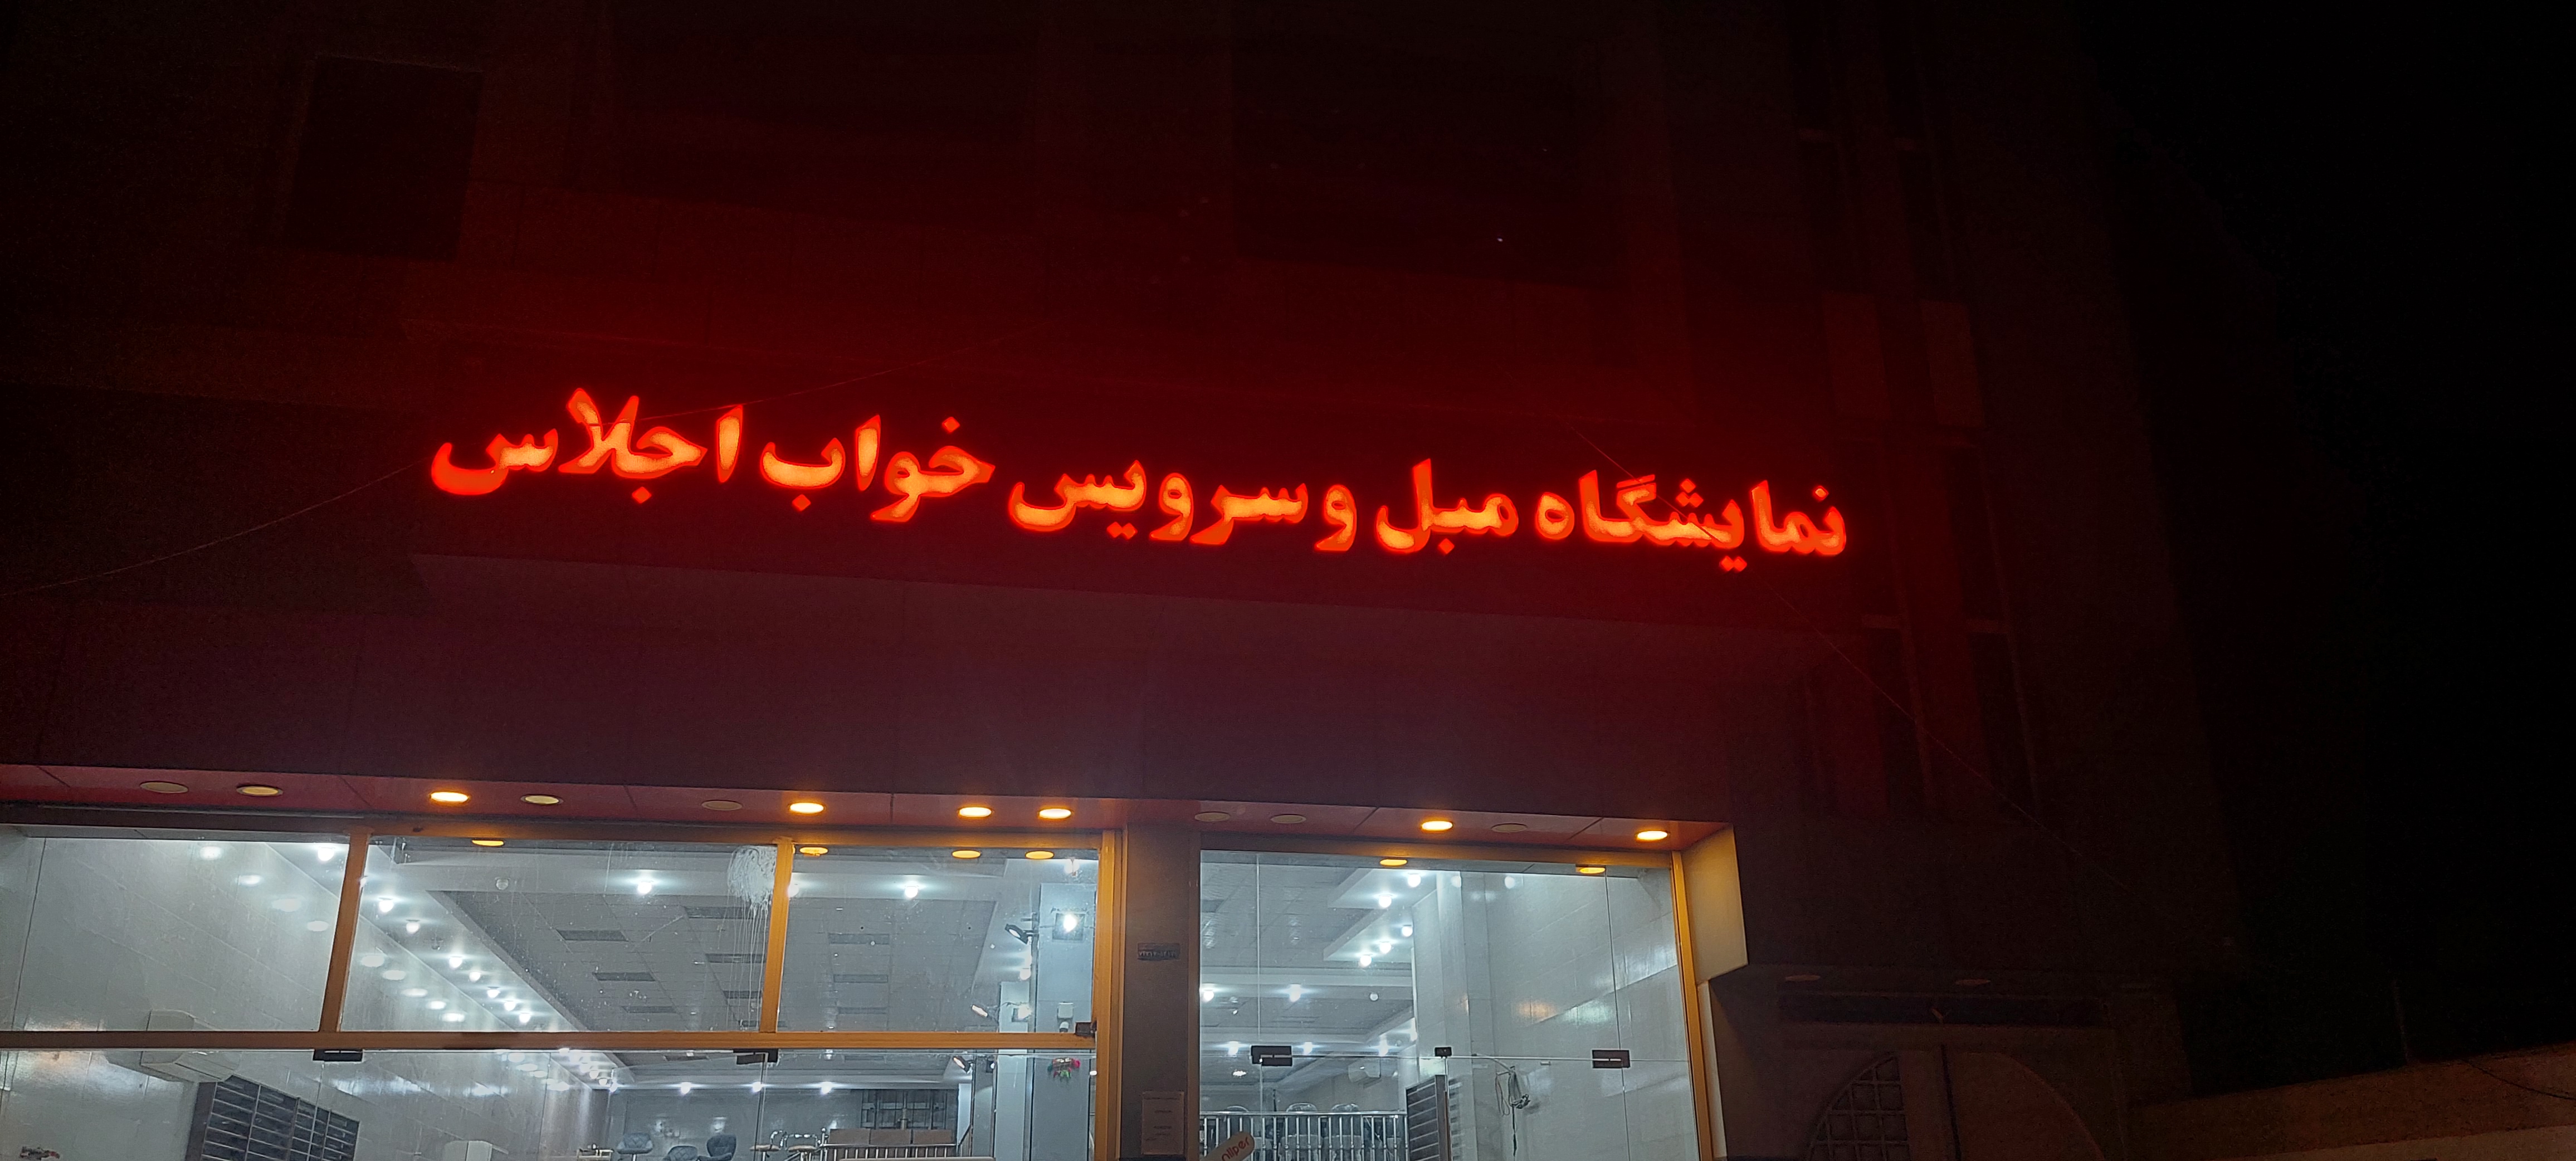 نمایشگاه مبل و سرویس خواب اجلاس